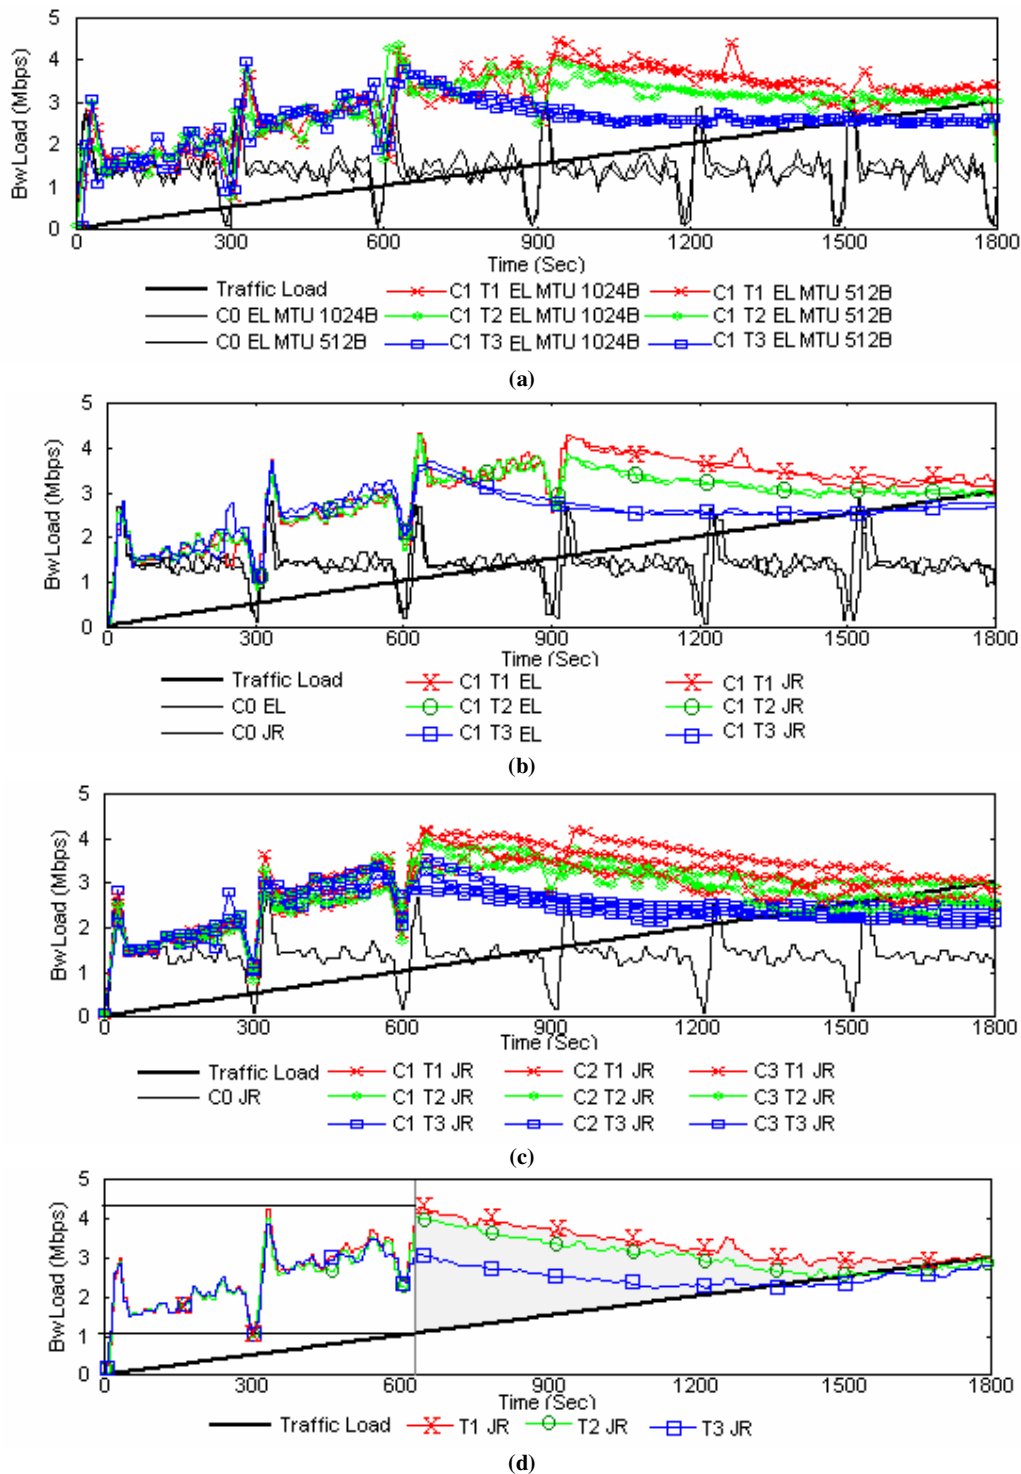 5
4
3
2
1
0
BwLoad (Mbps)
0 300 600 900 1200 1500 1800
Time (Sec)
Traffic Load C1 T1 EL MTU 1024B C1 T1 EL MTU 512B
C0 EL MTU 1024B C1 T2 EL MTU 1024B C1 T2 EL MTU 512B
C0 EL MTU 512B C1 T3 EL MTU 1024B C1 T3 EL MTU 512B
(a)
5
4
3
2
1
0
BwLoad (Mbps)
0 300 600 900 1200 1500 1800
Time (Sec)
Traffic Load C1 T1 EL C1 T1 JR
C0 EL C1 T2 EL C1 T2 JR
C0 JR C1 T3 EL C1 T3 JR
(b)
5
4
3
2
1
0
BwLoad (Mbps)
0 300 600 900 1200 1500 1800
Time (Sec)
Traffic Load C1 T1 JR C2 T1 JR C3 T1 JR
C0 JR C1 T2 JR C2 T2 JR C3 T2 JR
C1 T3 JR C2 T3 JR C3 T3 JR
(c)
5
4
3
2
1
0
BwLoad (Mbps)
0 300 600 900 1200 1500 1800
Time (Sec)
Traffic Load T1 JR T2 JR T3 JR
(d)